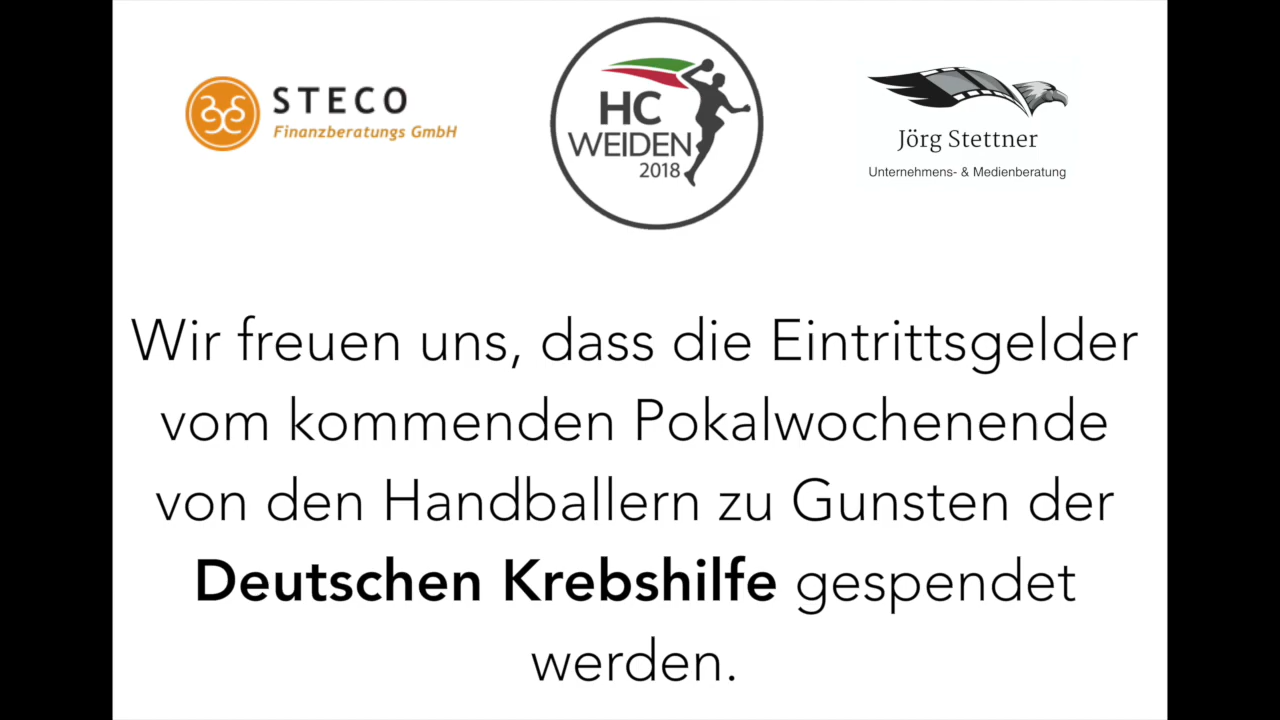 STECO
Finanzberatungs GmbH
HC
WEIDEN
2018
Jörg Stettner
Unternehmens- & Medienberatung
Wir freuen uns, dass die Eintrittsgelder
vom kommenden Pokalwochenende
von den Handballern zu Gunsten der
Deutschen Krebshilfe gespendet
werden.